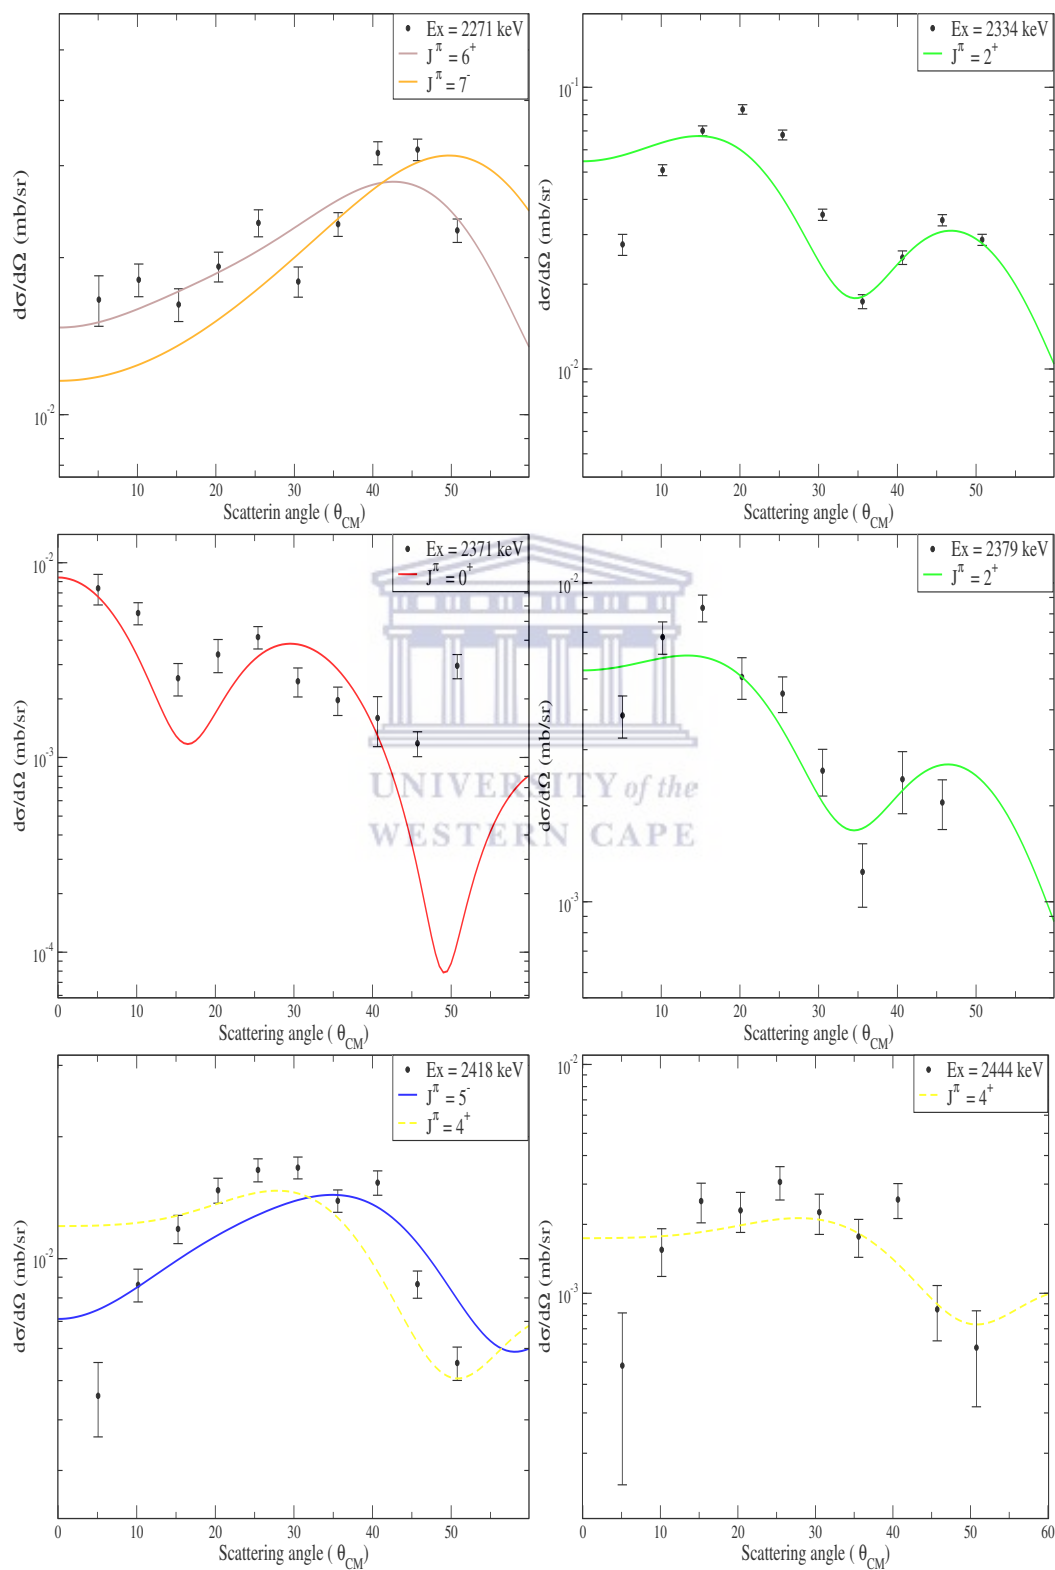 Ex = 2271 keV
J^π = 6^+
J^π = 7^-
dσ/dΩ (mb/sr)
10^-2
10 20 30 40 50
Scatterin angle ( θ_CM)
Ex = 2334 keV
J^π = 2^+
dσ/dΩ (mb/sr)
10^-1
10^-2
10 20 30 40 50 60
Scattering angle ( θ_CM)
Ex = 2371 keV
J^π = 0^+
dσ/dΩ (mb/sr)
10^-2
10^-3
10^-4
0 10 20 30 40 50
Scattering angle ( θ_CM)
Ex = 2379 keV
J^π = 2^+
dσ/dΩ (mb/sr)
10^-2
10^-3
10 20 30 40 50
Scattering angle ( θ_CM)
UNIVERSITY of the
WESTERN CAPE
Ex = 2418 keV
J^π = 5^-
J^π = 4^+
dσ/dΩ (mb/sr)
10^-2
0 10 20 30 40 50
Scattering angle ( θ_CM)
Ex = 2444 keV
J^π = 4^+
dσ/dΩ (mb/sr)
10^-2
10^-3
0 10 20 30 40 50 60
Scattering angle ( θ_CM)